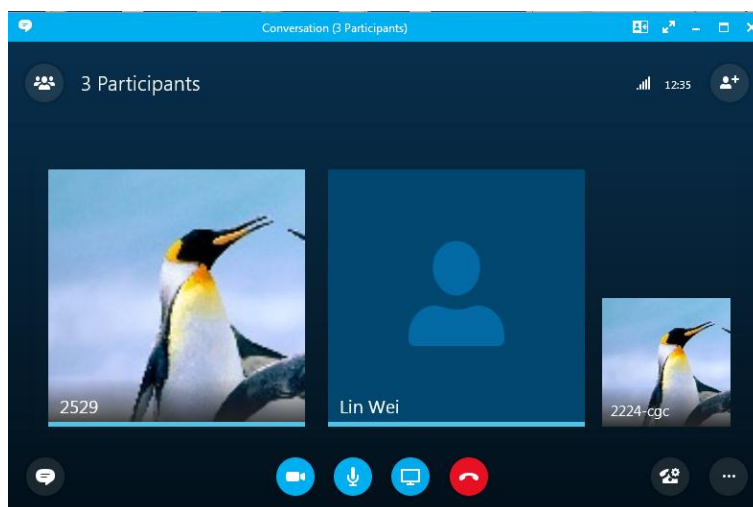 Conversation (3 Participants)
3 Participants
12:35
2529
Lin Wei
2224-cgc